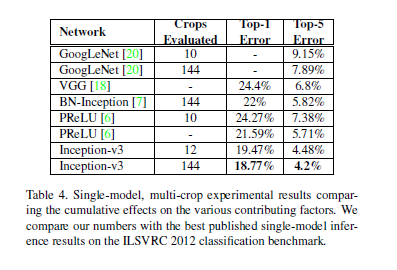 Network Crops Evaluated Top-1 Error Top-5 Error
GoogLeNet [20] 10 - 9.15%
GoogLeNet [20] 144 - 7.89%
VGG [18] - 24.4% 6.8%
BN-Inception [7] 144 22% 5.82%
PReLU [6] 10 24.27% 7.38%
PReLU [6] - 21.59% 5.71%
Inception-v3 12 19.47% 4.48%
Inception-v3 144 18.77% 4.2%
Table 4. Single-model, multi-crop experimental results compar-
ing the cumulative effects on the various contributing factors. We
compare our numbers with the best published single-model infer-
ence results on the ILSVRC 2012 classification benchmark.